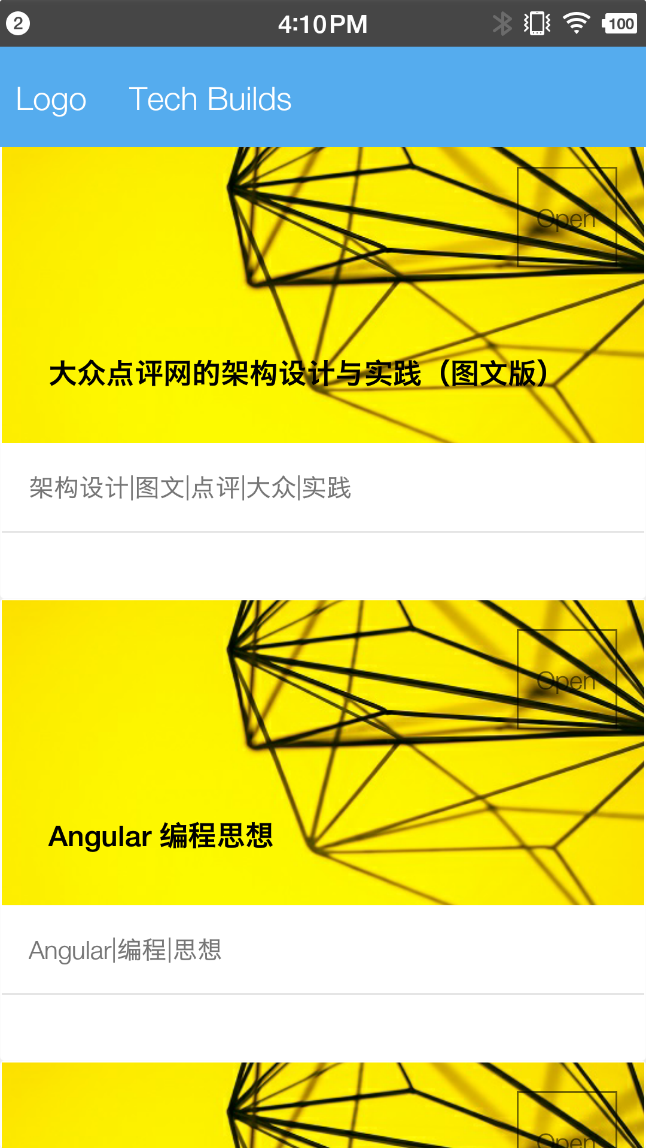 2 4:10PM 100
Logo Tech Builds
Open
大众点评网的架构设计与实践（图文版）
架构设计|图文|点评|大众|实践
Open
Angular 编程思想
Angular|编程|思想
Open